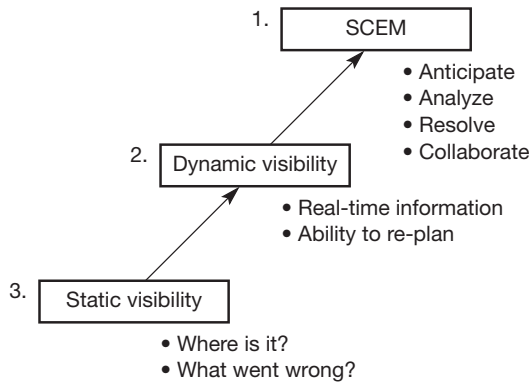 1. SCEM
• Anticipate
• Analyze
• Resolve
• Collaborate
2. Dynamic visibility
• Real-time information
• Ability to re-plan
3. Static visibility
• Where is it?
• What went wrong?